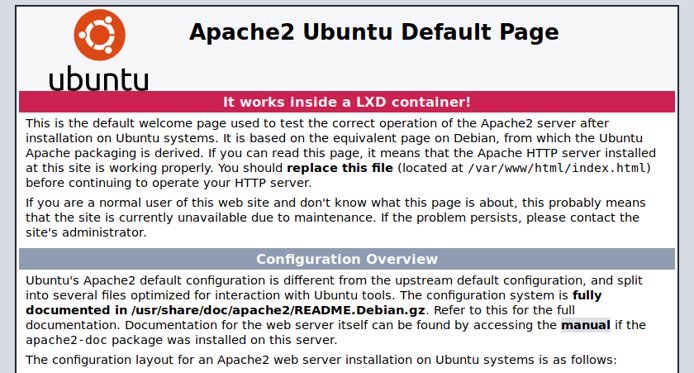 Apache2 Ubuntu Default Page
ubuntu
It works inside a LXD container!
This is the default welcome page used to test the correct operation of the Apache2 server after
installation on Ubuntu systems. It is based on the equivalent page on Debian, from which the Ubuntu
Apache packaging is derived. If you can read this page, it means that the Apache HTTP server installed
at this site is working properly. You should replace this file (located at /var/www/html/index.html)
before continuing to operate your HTTP server.
If you are a normal user of this web site and don't know what this page is about, this probably means
that the site is currently unavailable due to maintenance. If the problem persists, please contact the
site's administrator.
Configuration Overview
Ubuntu's Apache2 default configuration is different from the upstream default configuration, and split
into several files optimized for interaction with Ubuntu tools. The configuration system is fully
documented in /usr/share/doc/apache2/README.Debian.gz. Refer to this for the full
documentation. Documentation for the web server itself can be found by accessing the manual if the
apache2-doc package was installed on this server.
The configuration layout for an Apache2 web server installation on Ubuntu systems is as follows: